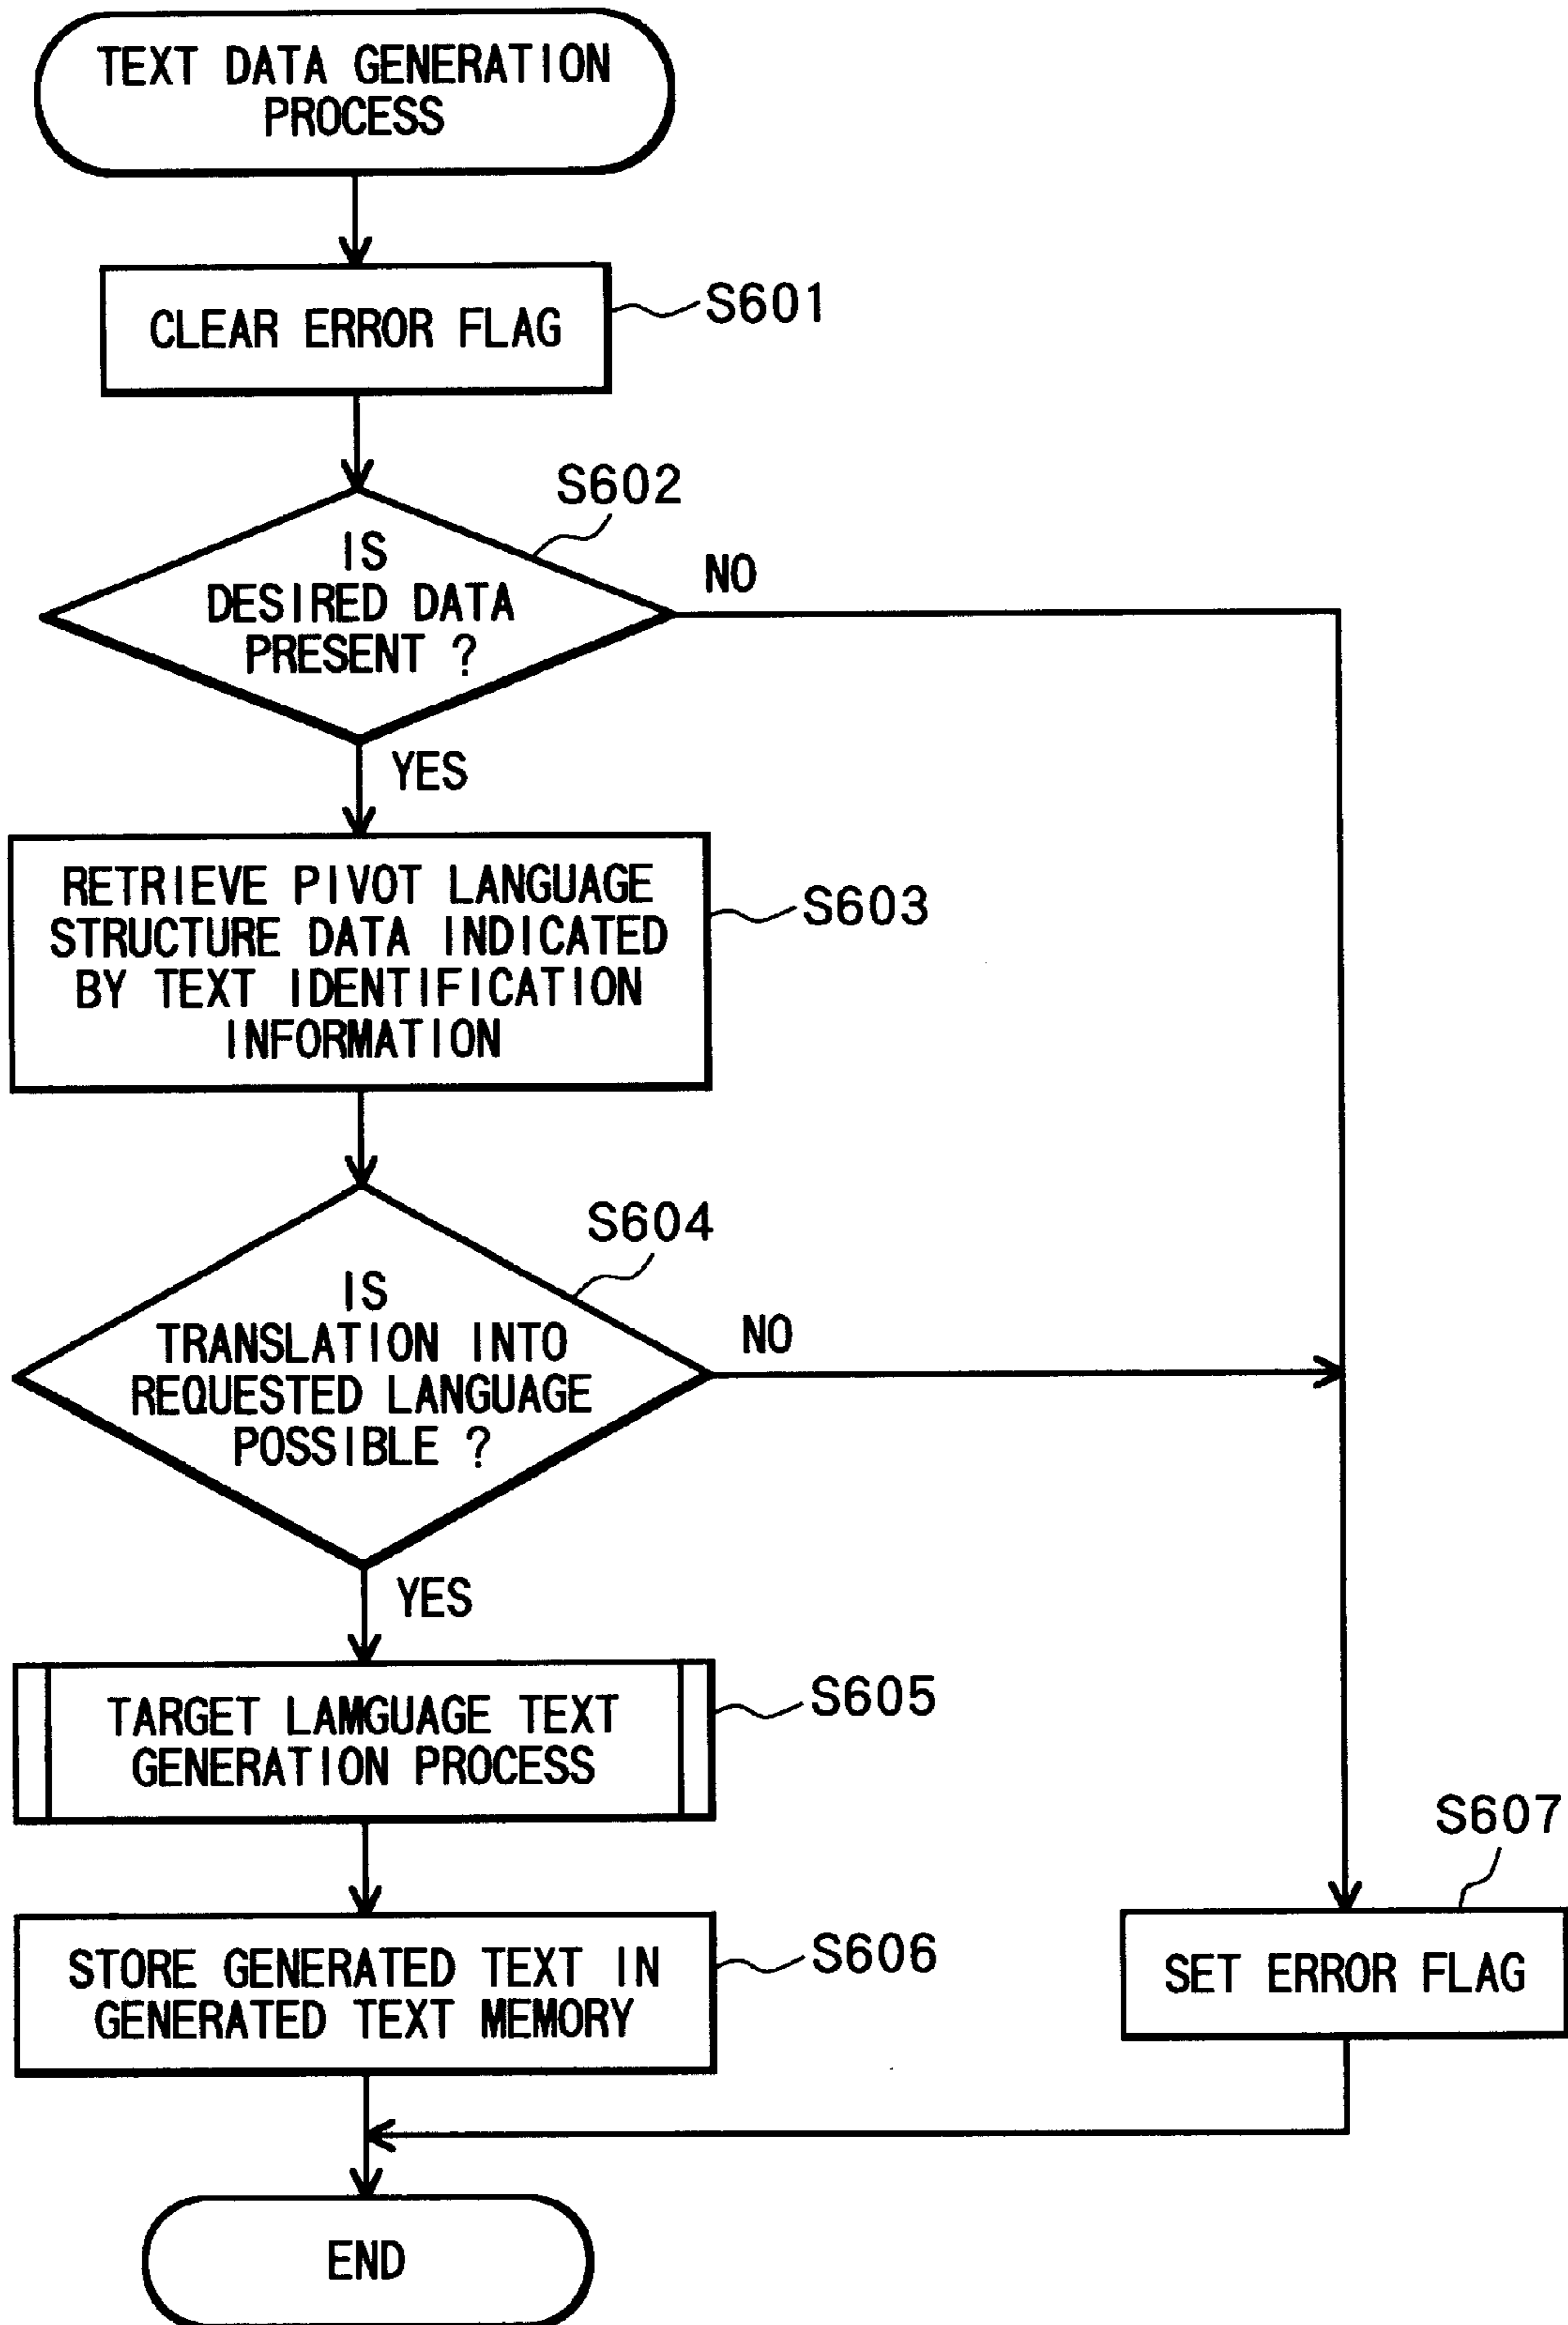 TEXT DATA GENERATION
PROCESS
CLEAR ERROR FLAG
S601
S602
IS
DESIRED DATA
PRESENT ?
NO
YES
RETRIEVE PIVOT LANGUAGE
STRUCTURE DATA INDICATED
BY TEXT IDENTIFICATION
INFORMATION
S603
S604
IS
TRANSLATION INTO
REQUESTED LANGUAGE
POSSIBLE ?
NO
YES
TARGET LAMGUAGE TEXT
GENERATION PROCESS
S605
STORE GENERATED TEXT IN
GENERATED TEXT MEMORY
S606
S607
SET ERROR FLAG
END